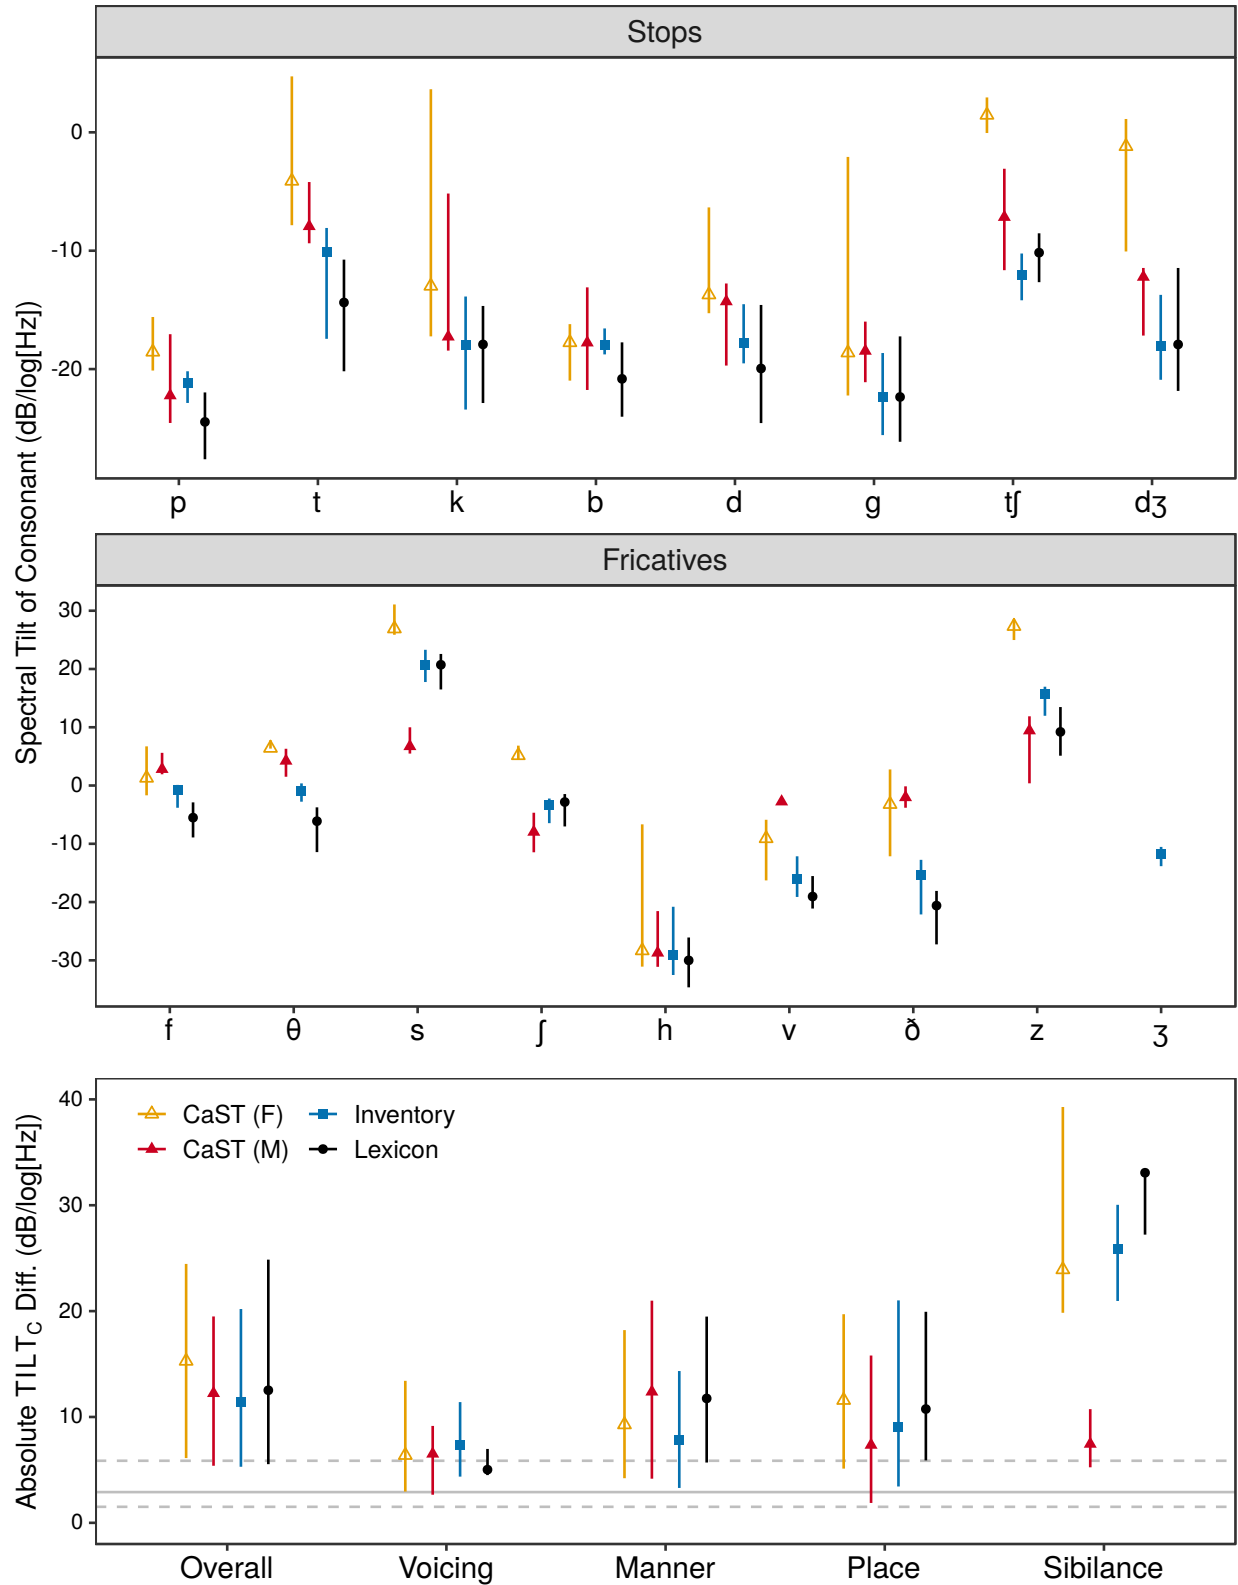 Stops
Spectral Tilt of Consonant (dB/log[Hz])
0
-10
-20
p t k b d g tʃ dʒ
Fricatives
30
20
10
0
-10
-20
-30
f θ s ʃ h v ð z ʒ
Absolute TILT_C Diff. (dB/log[Hz])
40
30
20
10
0
CaST (F) Inventory
CaST (M) Lexicon
Overall Voicing Manner Place Sibilance